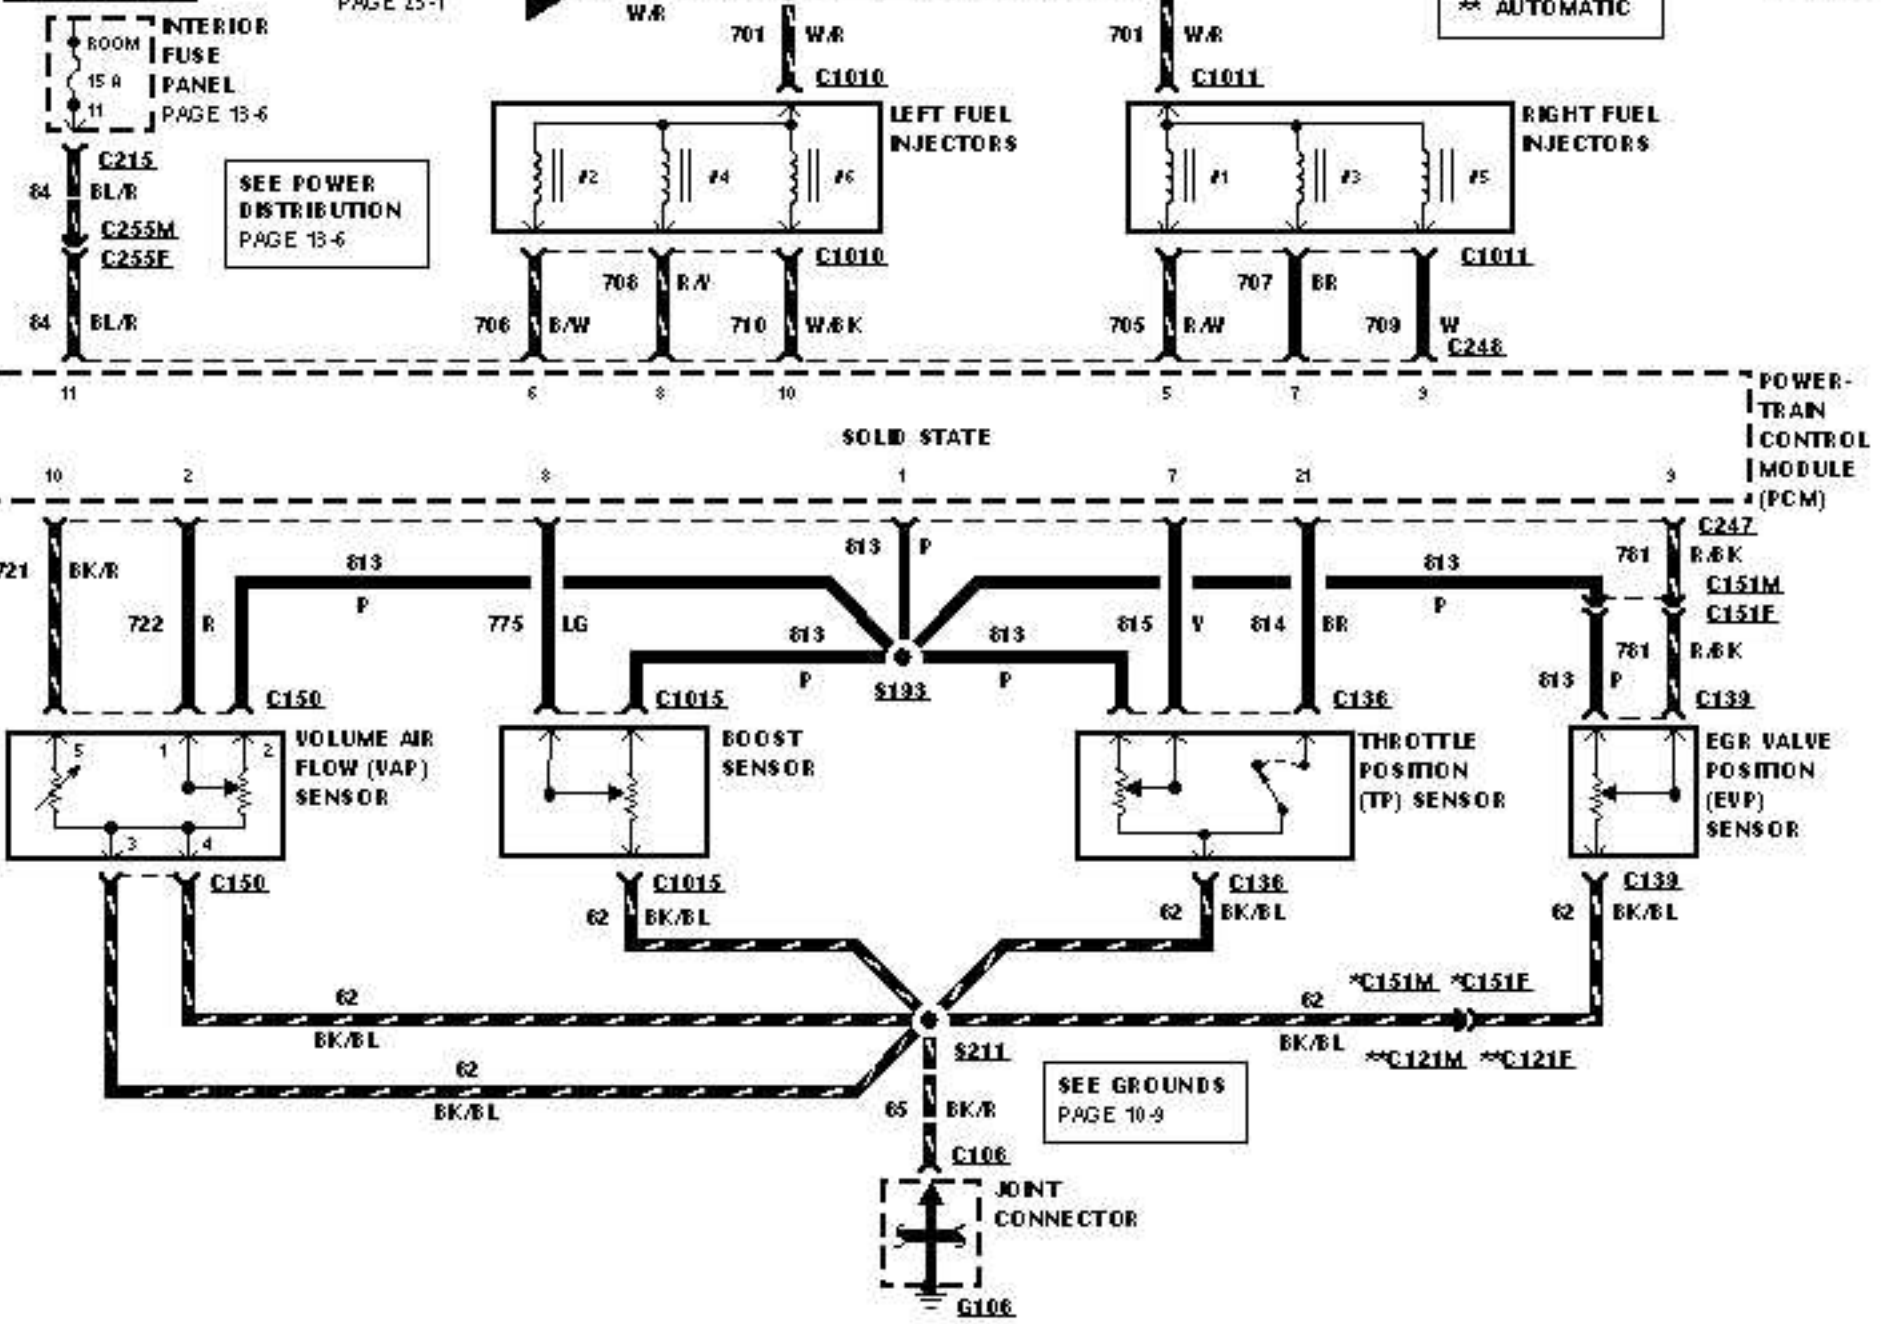 PAGE 25-1
W/R
** AUTOMATIC
INTERIOR
FUSE
PANEL
PAGE 13-6
ROOM
15 A
11
701 W/R
C1010
701 W/R
C1011
LEFT FUEL
INJECTORS
RIGHT FUEL
INJECTORS
#2 #4 #6
#1 #3 #5
C215
84 BL/R
C255M
C255F
84 BL/R
SEE POWER
DISTRIBUTION
PAGE 13-6
C1010
C1011
708 R/Y
707 BR
706 B/W
710 W/BK
705 R/W
709 W
C248
11 6 8 10 5 7 9
SOLID STATE
POWER-
TRAIN
CONTROL
MODULE
(PCM)
10 2 8 1 7 21 9
C247
721 BK/R
813
P
813 P
813
P
781 R/BK
C151M
C151F
722 R
775 LG
813
P
813
P
815 Y
814 BR
781 R/BK
S193
813 P
C150
C1015
C136
C139
5 1 2
3 4
VOLUME AIR
FLOW (VAF)
SENSOR
BOOST
SENSOR
THROTTLE
POSITION
(TP) SENSOR
EGR VALVE
POSITION
(EVP)
SENSOR
C150
C1015
C136
C139
62 BK/BL
62 BK/BL
62 BK/BL
*C151M *C151F
62
BK/BL
62
BK/BL
**C121M **C121F
S211
62
BK/BL
SEE GROUNDS
PAGE 10-9
65 BK/R
C106
JOINT
CONNECTOR
G106